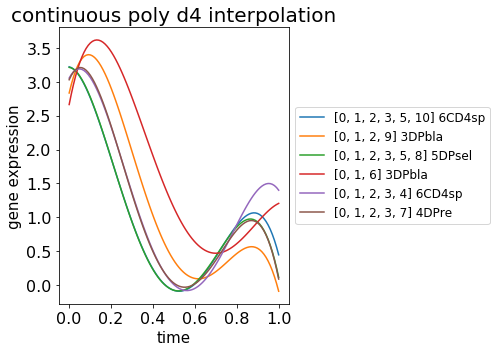 continuous poly d4 interpolation
gene expression
3.5
3.0
2.5
2.0
1.5
1.0
0.5
0.0
0.0 0.2 0.4 0.6 0.8 1.0
time
[0, 1, 2, 3, 5, 10] 6CD4sp
[0, 1, 2, 9] 3DPbla
[0, 1, 2, 3, 5, 8] 5DPsel
[0, 1, 6] 3DPbla
[0, 1, 2, 3, 4] 6CD4sp
[0, 1, 2, 3, 7] 4DPre